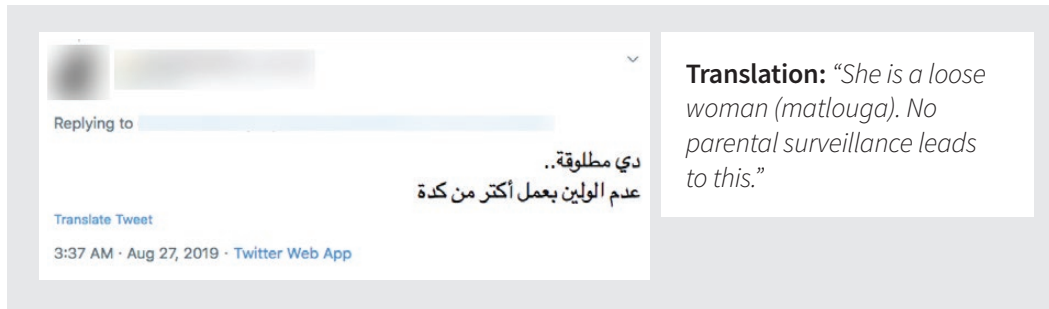 Replying to
دي مطلوقة..
عدم الولين بعمل أكتر من كدة
Translate Tweet
3:37 AM · Aug 27, 2019 · Twitter Web App
Translation: “She is a loose
woman (matlouga). No
parental surveillance leads
to this.”